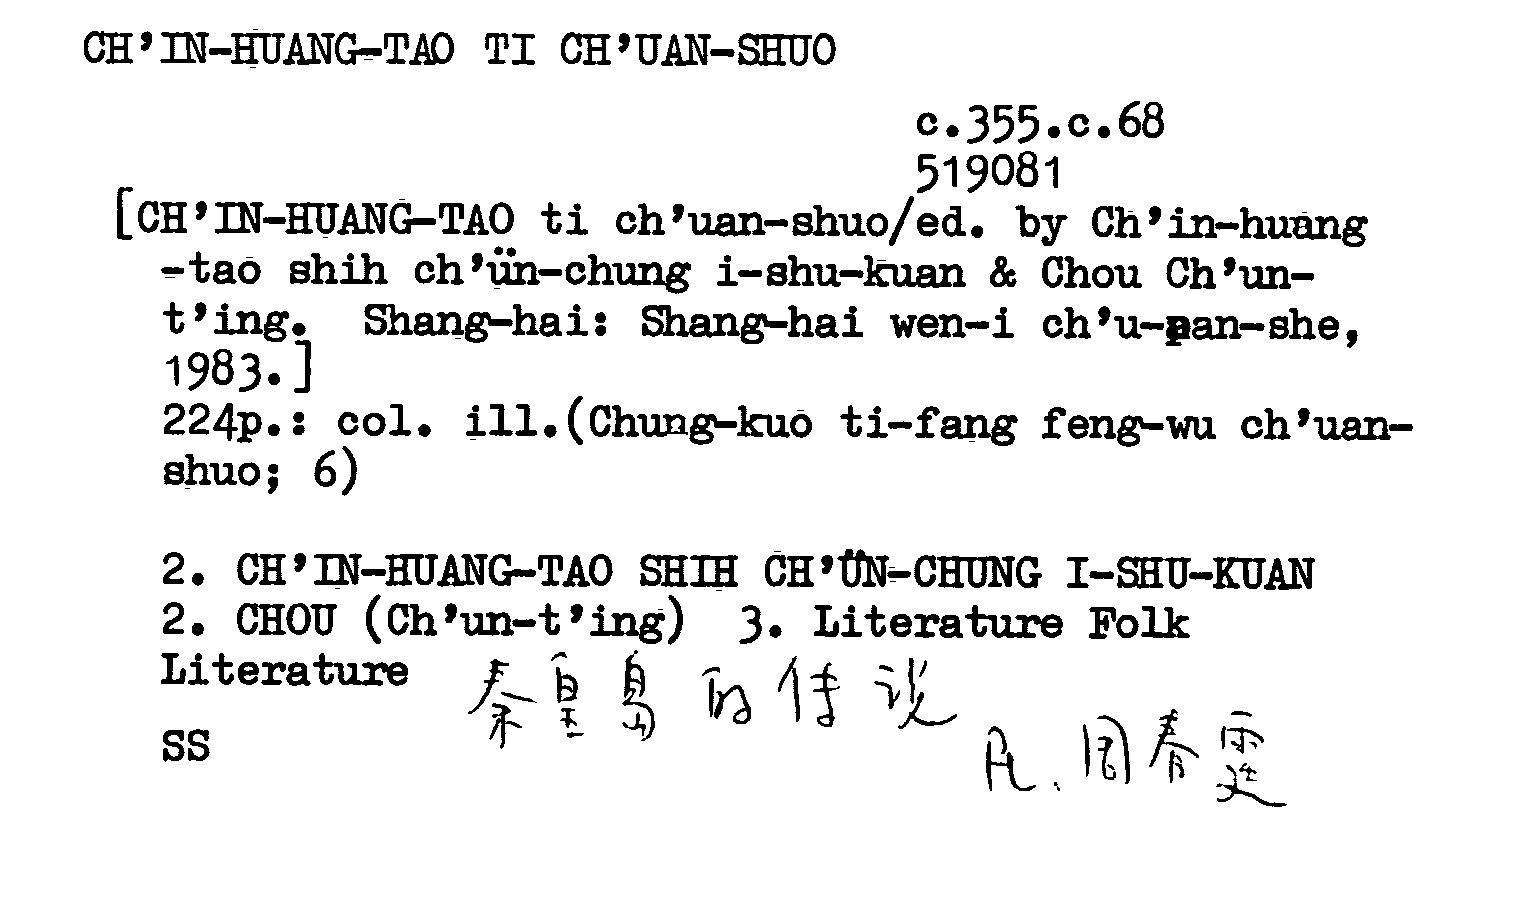 CH'IN-HUANG-TAO TI CH'UAN-SHUO
c.355.c.68
519081
[CH'IN-HUANG-TAO ti ch'uan-shuo/ed. by Ch'in-huang
-tao shih ch'ün-chung i-shu-kuan & Chou Ch'un-
t'ing. Shang-hai: Shang-hai wen-i ch'u-pan-she,
1983.]
224p.: col. ill.(Chung-kuo ti-fang feng-wu ch'uan-
shuo; 6)
2. CH'IN-HUANG-TAO SHIH CH'ÜN-CHUNG I-SHU-KUAN
2. CHOU (Ch'un-t'ing) 3. Literature Folk
Literature 秦皇島的传说
SS
周春霆